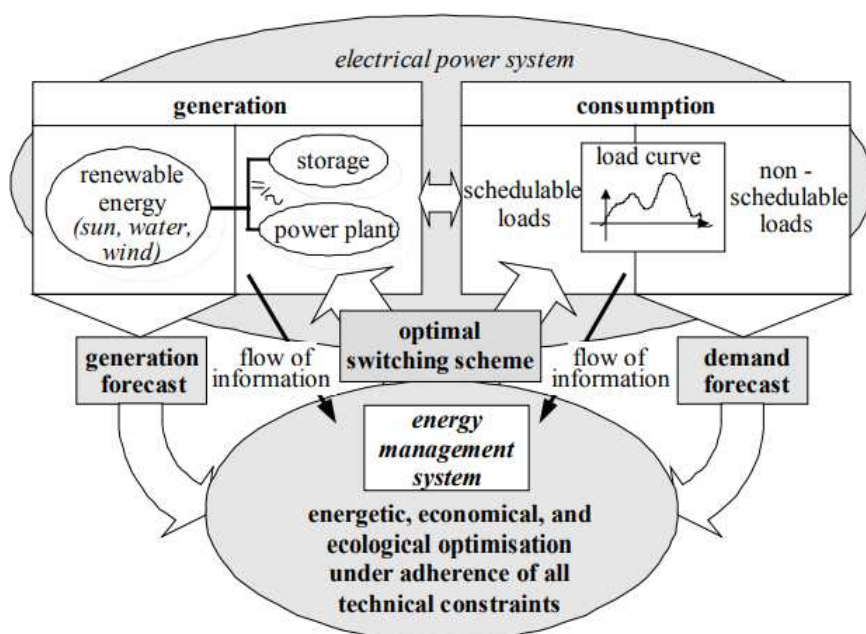 electrical power system
generation
consumption
renewable
energy
(sun, water,
wind)
storage
=/~
power plant
schedulable
loads
load curve
non -
schedulable
loads
optimal
switching scheme
generation
forecast
flow of
information
flow of
information
demand
forecast
energy
management
system
energetic, economical, and
ecological optimisation
under adherence of all
technical constraints